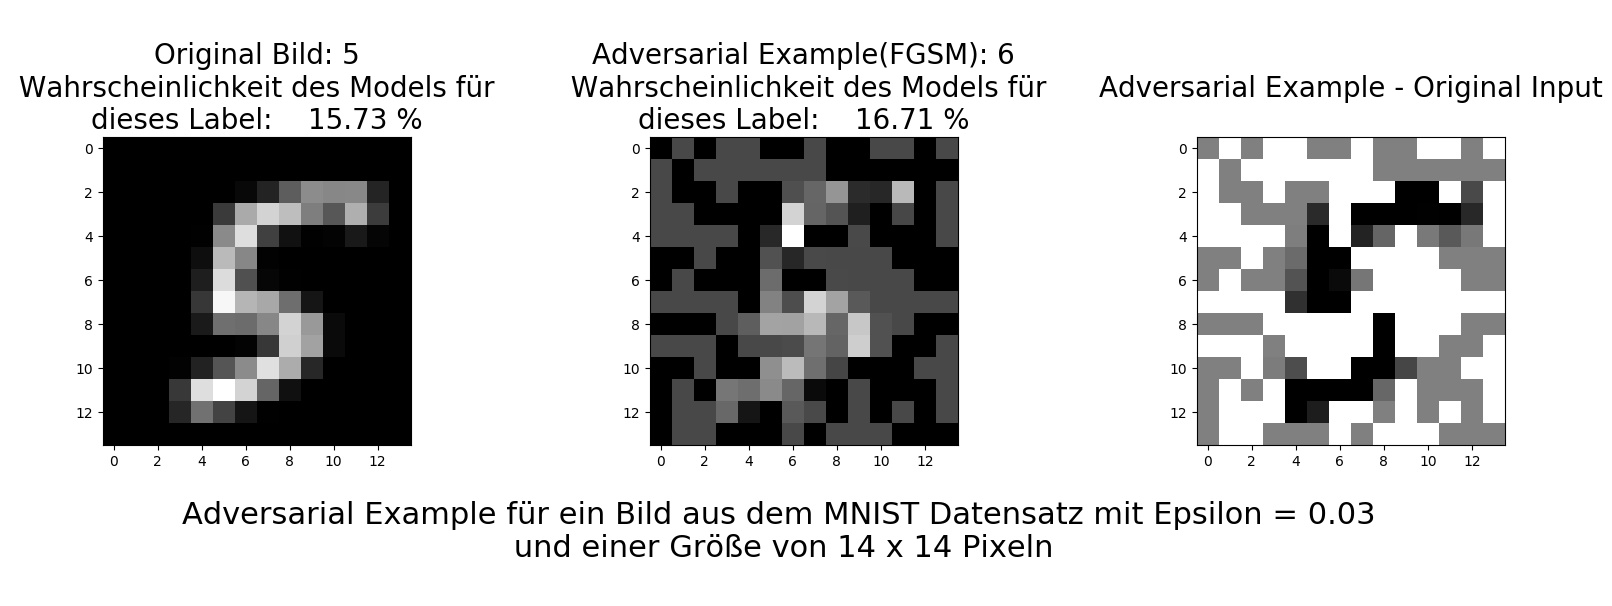 Original Bild: 5
Wahrscheinlichkeit des Models für
dieses Label:    15.73 %
0
2
4
6
8
10
12
0 2 4 6 8 10 12
Adversarial Example(FGSM): 6
Wahrscheinlichkeit des Models für
dieses Label:    16.71 %
0
2
4
6
8
10
12
0 2 4 6 8 10 12
Adversarial Example - Original Input
0
2
4
6
8
10
12
0 2 4 6 8 10 12
Adversarial Example für ein Bild aus dem MNIST Datensatz mit Epsilon = 0.03
und einer Größe von 14 x 14 Pixeln